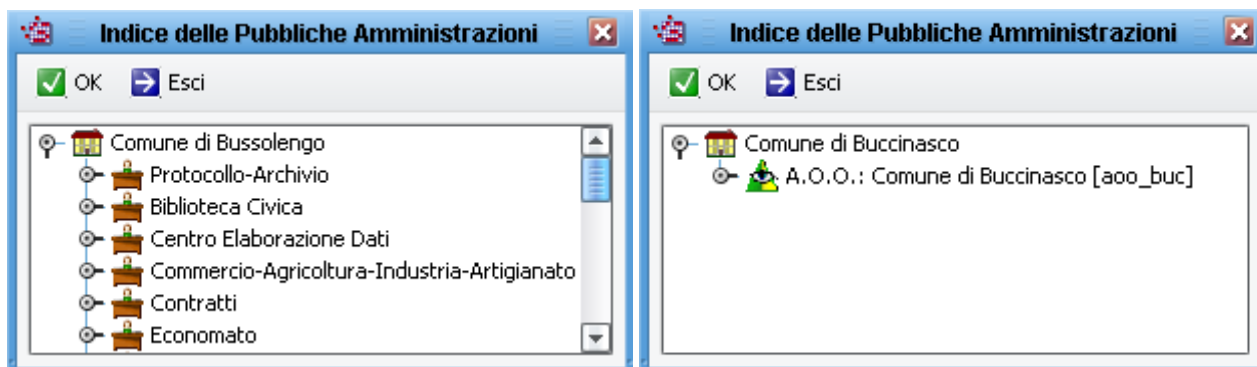 Indice delle Pubbliche Amministrazioni
OK Esci
Comune di Bussolengo
Protocollo-Archivio
Biblioteca Civica
Centro Elaborazione Dati
Commercio-Agricoltura-Industria-Artigianato
Contratti
Economato
Indice delle Pubbliche Amministrazioni
OK Esci
Comune di Buccinasco
A.O.O.: Comune di Buccinasco [aoo_buc]